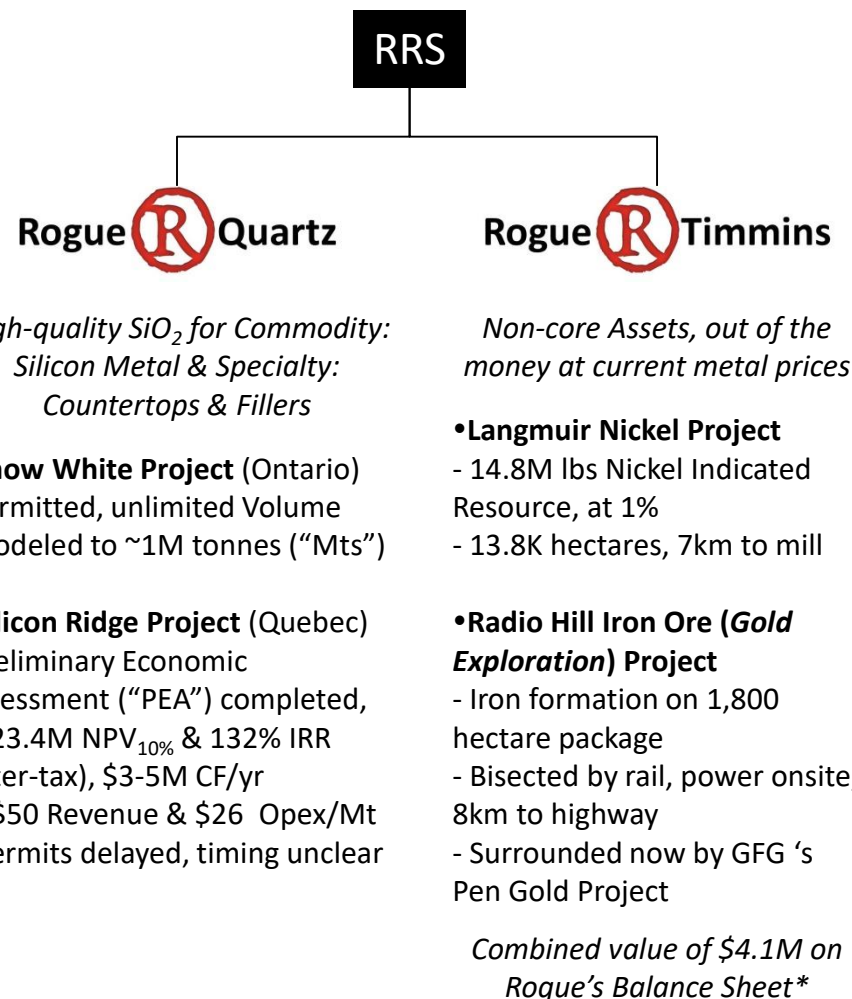 RRS
Rogue R Quartz
gh-quality SiO₂ for Commodity:
Silicon Metal & Specialty:
Countertops & Fillers
now White Project (Ontario)
rmitted, unlimited Volume
odeled to ~1M tonnes ("Mts")
licon Ridge Project (Quebec)
eliminary Economic
essment ("PEA") completed,
23.4M NPV₁₀% & 132% IRR
ter-tax), $3-5M CF/yr
$50 Revenue & $26 Opex/Mt
ermits delayed, timing unclear
Rogue R Timmins
Non-core Assets, out of the
money at current metal prices
•Langmuir Nickel Project
- 14.8M lbs Nickel Indicated
Resource, at 1%
- 13.8K hectares, 7km to mill
•Radio Hill Iron Ore (Gold
Exploration) Project
- Iron formation on 1,800
hectare package
- Bisected by rail, power onsite,
8km to highway
- Surrounded now by GFG 's
Pen Gold Project
Combined value of $4.1M on
Rogue's Balance Sheet*